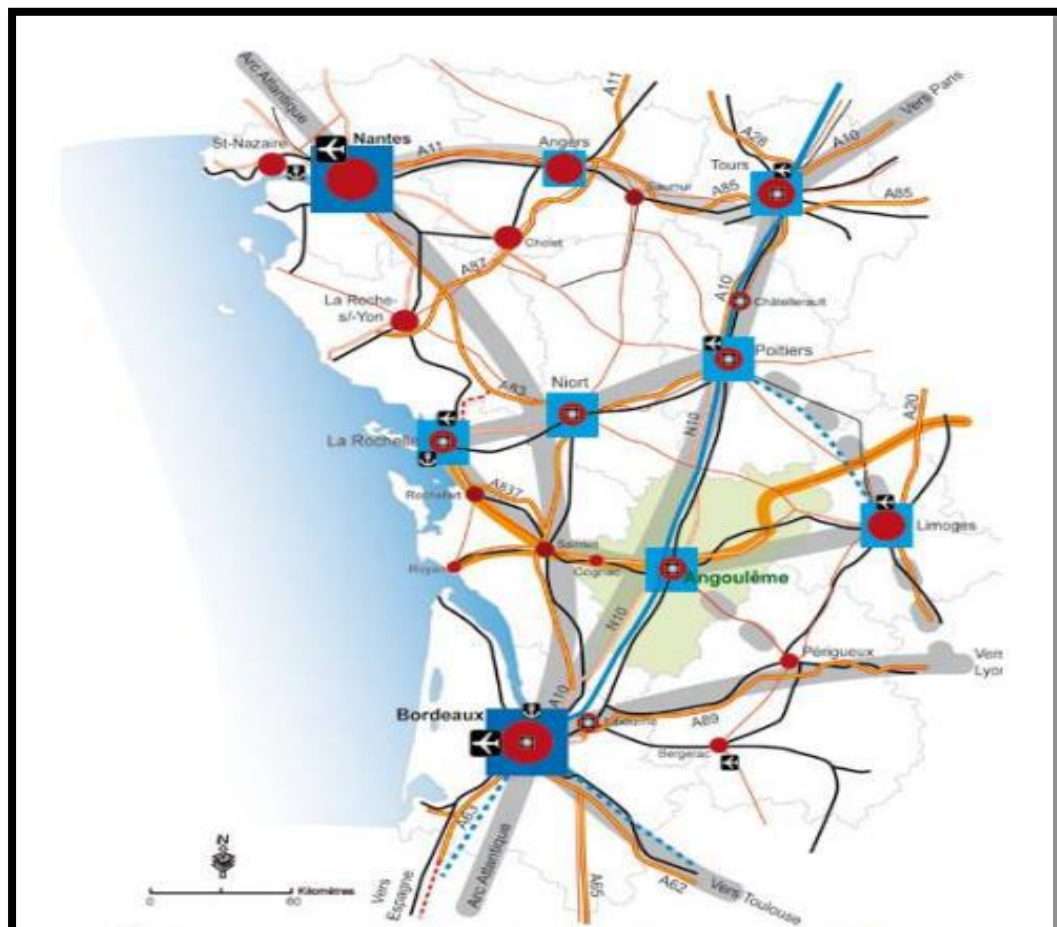 Arc Atlantique
A11
Vers Paris
St-Nazaire
Nantes
A11
Angers
A28
A10
Tours
Saumur
A85
A85
Cholet
A87
A10
Châtellerault
La Roche-
s/-Yon
Poitiers
Niort
A83
N10
A20
La Rochelle
Rochefort
A837
Limoges
Saintes
Royan
Cognac
Angoulême
N10
Périgueux
Vers
Lyon
A10
Bordeaux
Libourne
A89
Bergerac
A63
Vers
Espagne
Arc Atlantique
A65
A62
Vers Toulouse
N
Kilomètres
0
60